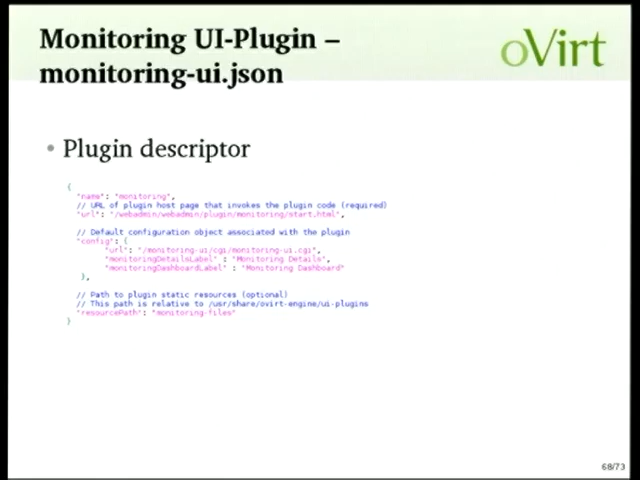 Monitoring UI-Plugin –
monitoring-ui.json
oVirt
• Plugin descriptor
{
"name": "monitoring",
// URL of plugin host page that invokes the plugin code (required)
"url": "/webadmin/webadmin/plugin/monitoring/start.html",
// Default configuration object associated with the plugin
"config": {
"url": "/monitoring-ui/cgi/monitoring-ui.cgi",
"monitoringDetailsLabel" : "Monitoring Details",
"monitoringDashboardLabel" : "Monitoring Dashboard"
},
// Path to plugin static resources (optional)
// This path is relative to /usr/share/ovirt-engine/ui-plugins
"resourcePath": "monitoring-files"
}
68/73